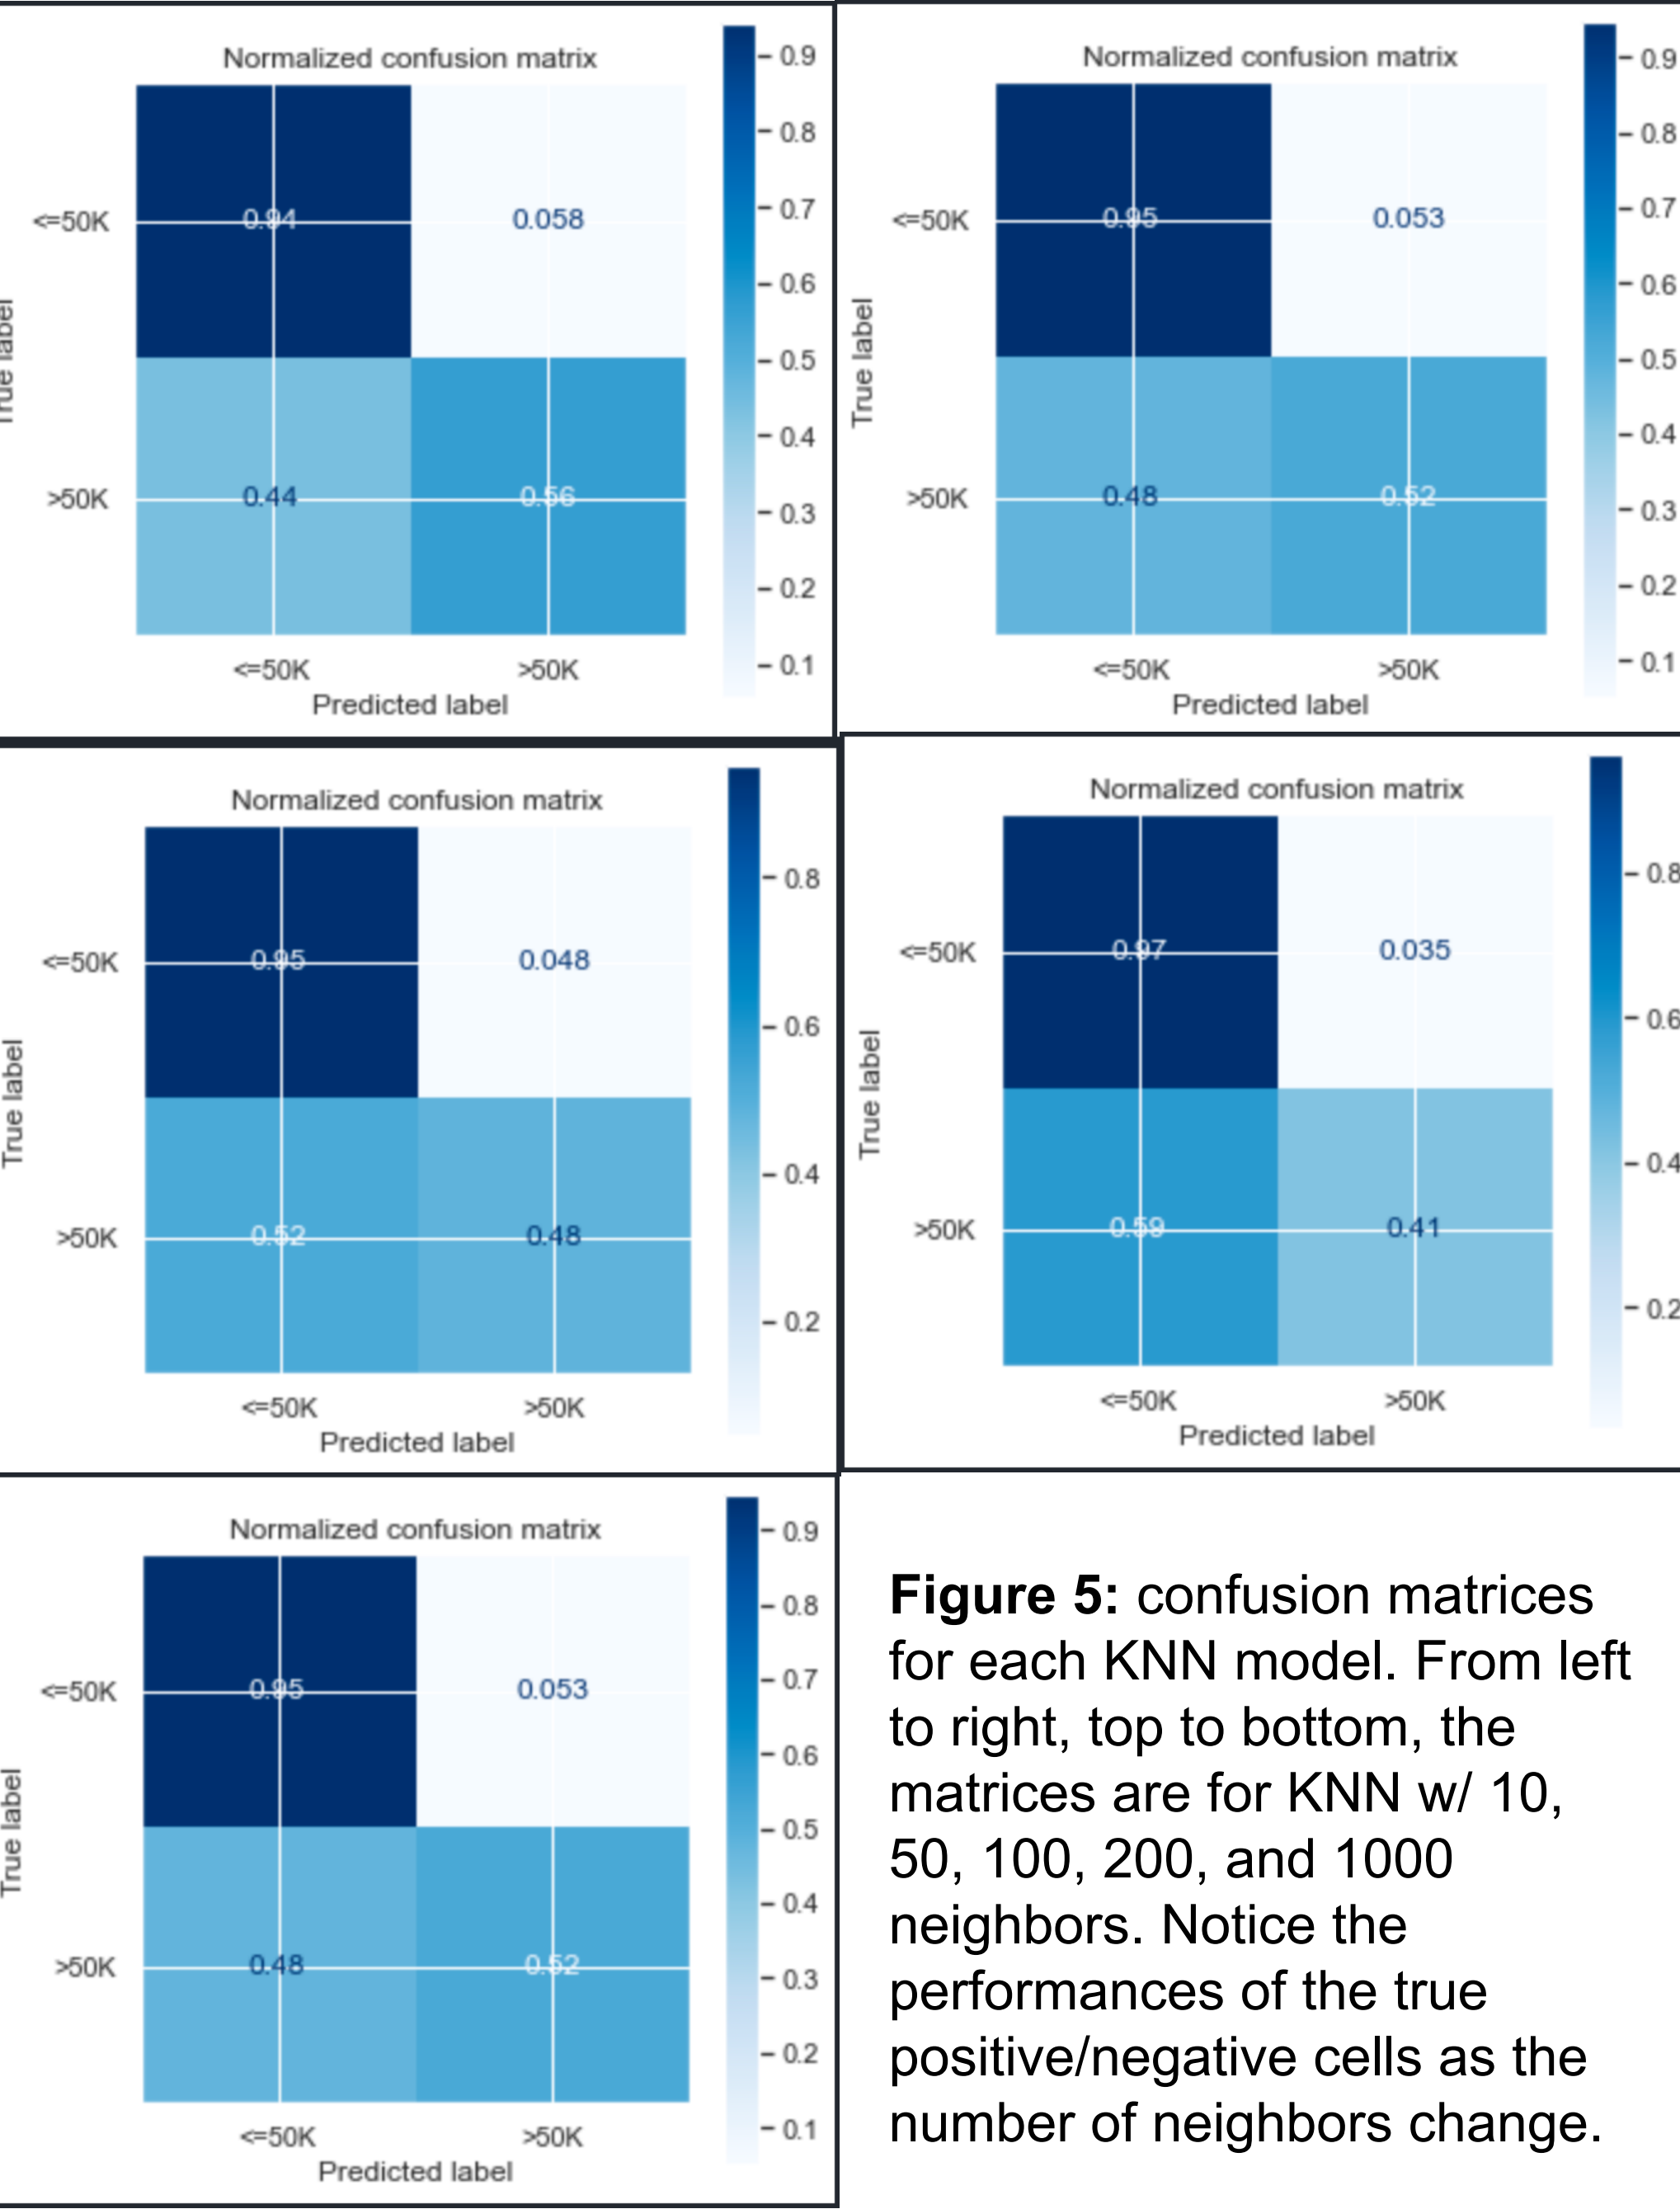 Normalized confusion matrix
0.9
0.8
0.7
0.6
0.5
0.4
0.3
0.2
0.1
True label
<=50K
0.94
0.058
>50K
0.44
0.56
<=50K
>50K
Predicted label
Normalized confusion matrix
0.9
0.8
0.7
0.6
0.5
0.4
0.3
0.2
0.1
True label
<=50K
0.95
0.053
>50K
0.48
0.52
<=50K
>50K
Predicted label
Normalized confusion matrix
0.8
0.6
0.4
0.2
True label
<=50K
0.95
0.048
>50K
0.52
0.48
<=50K
>50K
Predicted label
Normalized confusion matrix
0.8
0.6
0.4
0.2
True label
<=50K
0.97
0.035
>50K
0.59
0.41
<=50K
>50K
Predicted label
Normalized confusion matrix
0.9
0.8
0.7
0.6
0.5
0.4
0.3
0.2
0.1
True label
<=50K
0.95
0.053
>50K
0.48
0.52
<=50K
>50K
Predicted label
Figure 5: confusion matrices
for each KNN model. From left
to right, top to bottom, the
matrices are for KNN w/ 10,
50, 100, 200, and 1000
neighbors. Notice the
performances of the true
positive/negative cells as the
number of neighbors change.